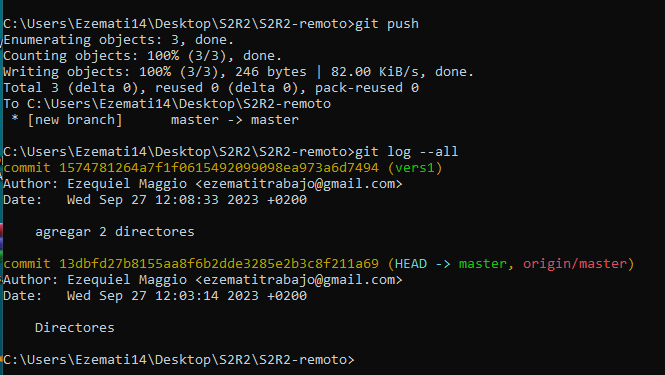 C:\Users\Ezemati14\Desktop\S2R2\S2R2-remoto>git push
Enumerating objects: 3, done.
Counting objects: 100% (3/3), done.
Writing objects: 100% (3/3), 246 bytes | 82.00 KiB/s, done.
Total 3 (delta 0), reused 0 (delta 0), pack-reused 0
To C:\Users\Ezemati14\Desktop\S2R2-remoto
 * [new branch]      master -> master
C:\Users\Ezemati14\Desktop\S2R2\S2R2-remoto>git log --all
commit 1574781264a7f1f0615492099098ea973a6d7494 (vers1)
Author: Ezequiel Maggio <ezematitrabajo@gmail.com>
Date:   Wed Sep 27 12:08:33 2023 +0200
    agregar 2 directores
commit 13dbfd27b8155aa8f6b2dde3285e2b3c8f211a69 (HEAD -> master, origin/master)
Author: Ezequiel Maggio <ezematitrabajo@gmail.com>
Date:   Wed Sep 27 12:03:14 2023 +0200
    Directores
C:\Users\Ezemati14\Desktop\S2R2\S2R2-remoto>